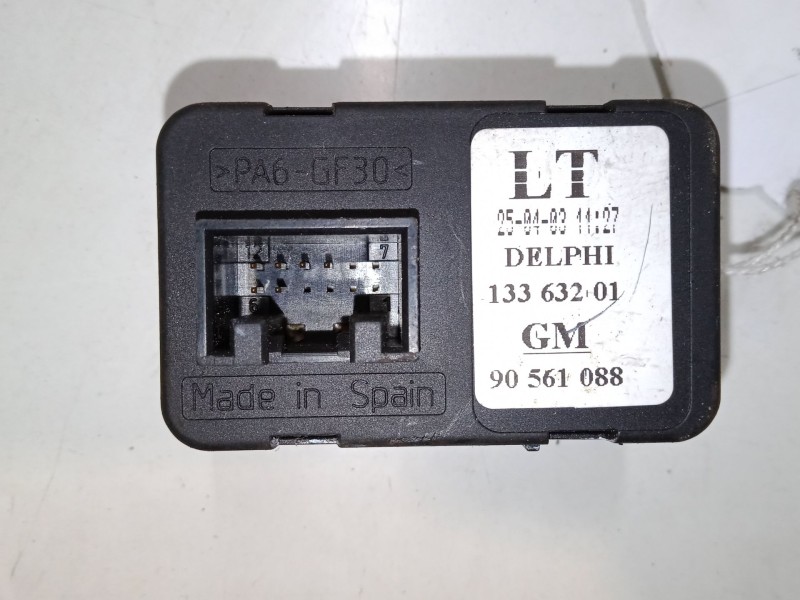 >PA6-GF30<
7
Made in Spain
LT
25-04-03 11:27
DELPHI
133 632 01
GM
90 561 088